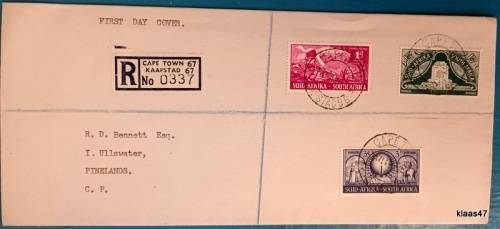 FIRST DAY COVER.
CAPE TOWN 67
KAAPSTAD 67
R No 0337
1d
SUID-AFRIKA · SOUTH AFRICA
SUID-AFRIKA · SOUTH AFRICA
R. D. Bennett Esq.
I. Ullswater,
PINELANDS.
C. P.
klaas47